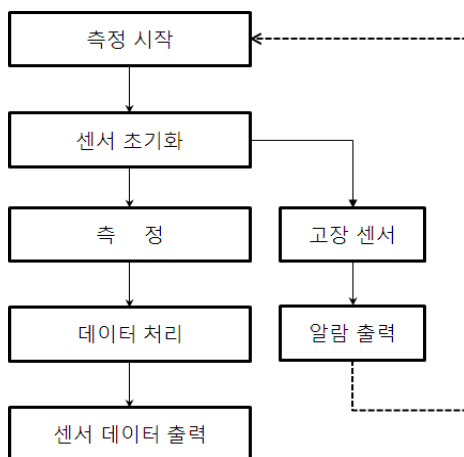 측정 시작
센서 초기화
측 정
고장 센서
데이터 처리
알람 출력
센서 데이터 출력